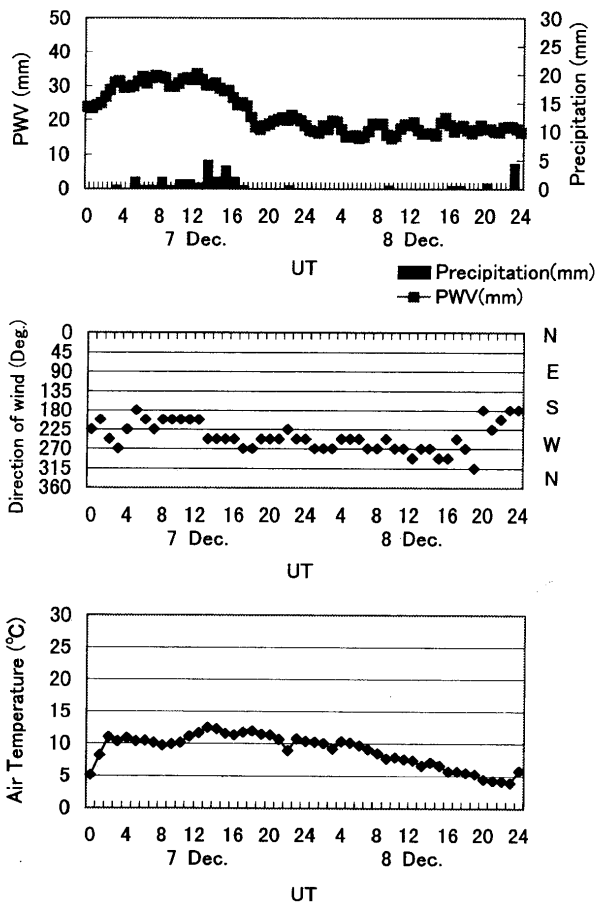 50
40
30
20
10
0
PWV (mm)
30
25
20
15
10
5
0
Precipitation (mm)
0 4 8 12 16 20 24 4 8 12 16 20 24
7 Dec. 8 Dec.
UT
Precipitation(mm)
PWV(mm)
0
45
90
135
180
225
270
315
360
Direction of wind (Deg.)
N
E
S
W
N
0 4 8 12 16 20 24 4 8 12 16 20 24
7 Dec. 8 Dec.
UT
30
25
20
15
10
5
0
Air Temperature (°C)
0 4 8 12 16 20 24 4 8 12 16 20 24
7 Dec. 8 Dec.
UT